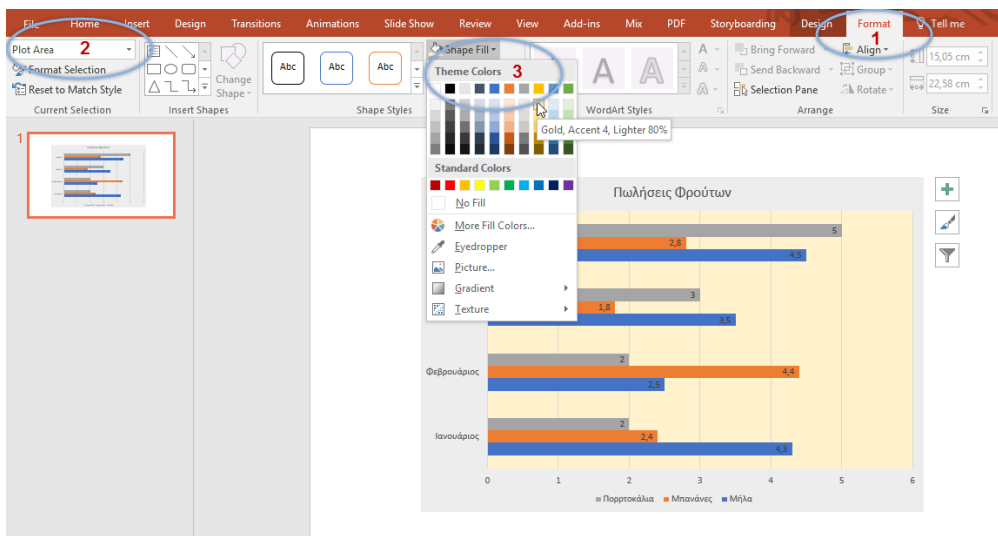 File Home Insert Design Transitions Animations Slide Show Review View Add-ins Mix PDF Storyboarding Design Format Tell me
Plot Area 2
Format Selection
Reset to Match Style
Current Selection
Change
Shape
Insert Shapes
Abc Abc Abc
Shape Styles
Shape Fill
A A
WordArt Styles
A
A
A
1
Bring Forward
Send Backward
Selection Pane
Align
Group
Rotate
Arrange
15,05 cm
22,58 cm
Size
Theme Colors 3
Gold, Accent 4, Lighter 80%
Standard Colors
No Fill
More Fill Colors...
Eyedropper
Picture...
Gradient
Texture
1
Πωλήσεις Φρούτων
5
2,8
4,5
3
1,8
3,5
Φεβρουάριος
2
4,4
2,5
Ιανουάριος
2
2,4
4,3
0 1 2 3 4 5 6
Πορρτοκάλια Μπανάνες Μήλα